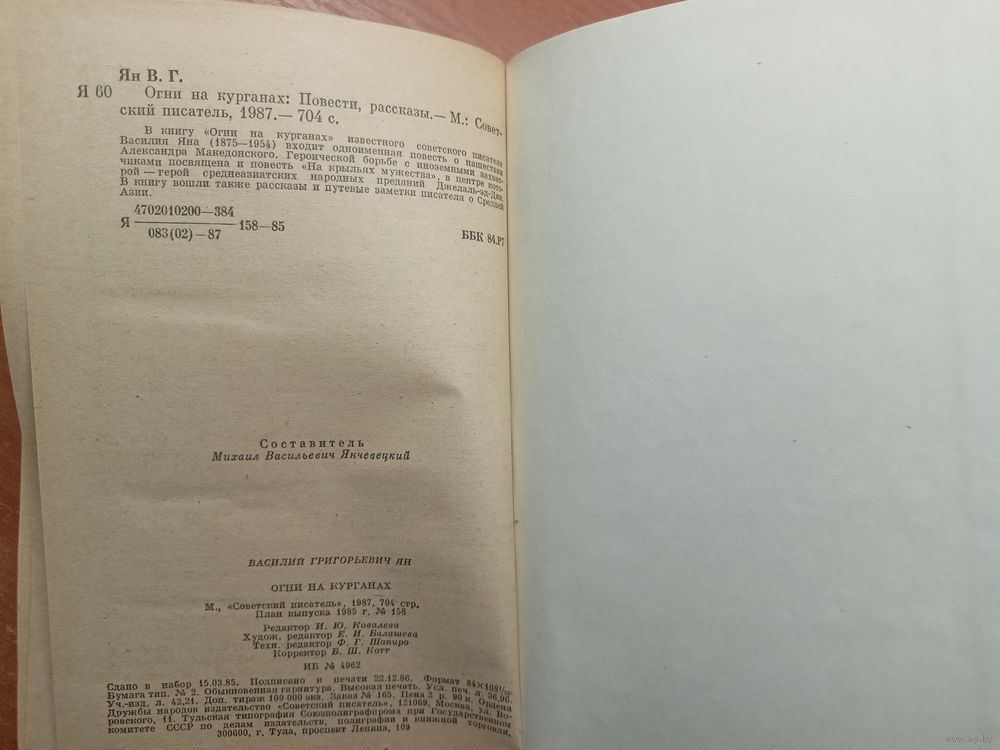 Ян В. Г.
Я 60 Огни на курганах: Повести, рассказы.— М.: Совет-
ский писатель, 1987.— 704 с.
В книгу «Огни на курганах» известного советского писателя
Василия Яна (1875—1954) входит одноименная повесть о нашествии
Александра Македонского. Героической борьбе с иноземными захват-
чиками посвящена и повесть «На крыльях мужества», в центре кото-
рой — герой среднеазиатских народных преданий Джелаль-эд-Дин.
В книгу вошли также рассказы и путевые заметки писателя о Средней
Азии.
4702010200—384
Я 158—85
083(02)—87
ББК 84.Р7
Составитель
Михаил Васильевич Янчевецкий
ВАСИЛИЙ ГРИГОРЬЕВИЧ ЯН
ОГНИ НА КУРГАНАХ
М., «Советский писатель», 1987, 704 стр.
План выпуска 1985 г. № 158
Редактор И. Ю. Ковалева
Худож. редактор Е. И. Балашева
Техн. редактор Ф. Г. Шапиро
Корректор Б. Ш. Котт
ИБ № 4962
Сдано в набор 15.03.85. Подписано к печати 22.12.86. Формат 84×108 1/32.
Бумага тип. № 2. Обыкновенная гарнитура. Высокая печать. Усл. печ. л. 36,96.
Уч.-изд. л. 42,21. Доп. тираж 100 000 экз. Заказ № 165. Цена 2 р. 90 к. Ордена
Дружбы народов издательство «Советский писатель», 121069, Москва, ул. Во-
ровского, 11. Тульская типография Союзполиграфпрома при Государственном
комитете СССР по делам издательств, полиграфии и книжной торговли,
300600, г. Тула, проспект Ленина, 109
www.ay.by